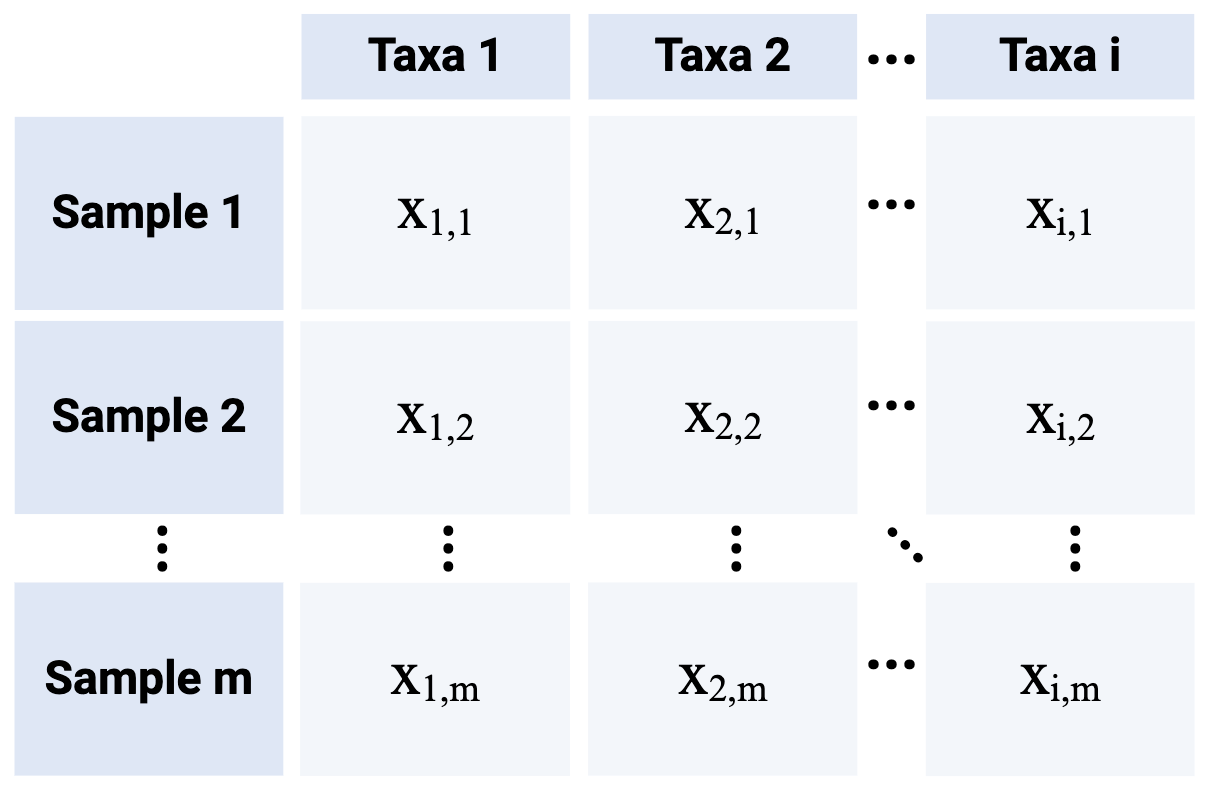 Taxa 1 Taxa 2 ... Taxa i
Sample 1 x1,1 x2,1 ... xi,1
Sample 2 x1,2 x2,2 ... xi,2
Sample m x1,m x2,m ... xi,m